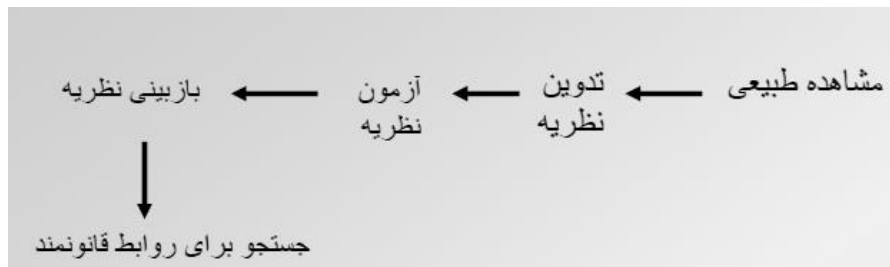 مشاهده طبیعی
تدوین
نظریه
آزمون
نظریه
بازبینی نظریه
جستجو برای روابط قانونمند